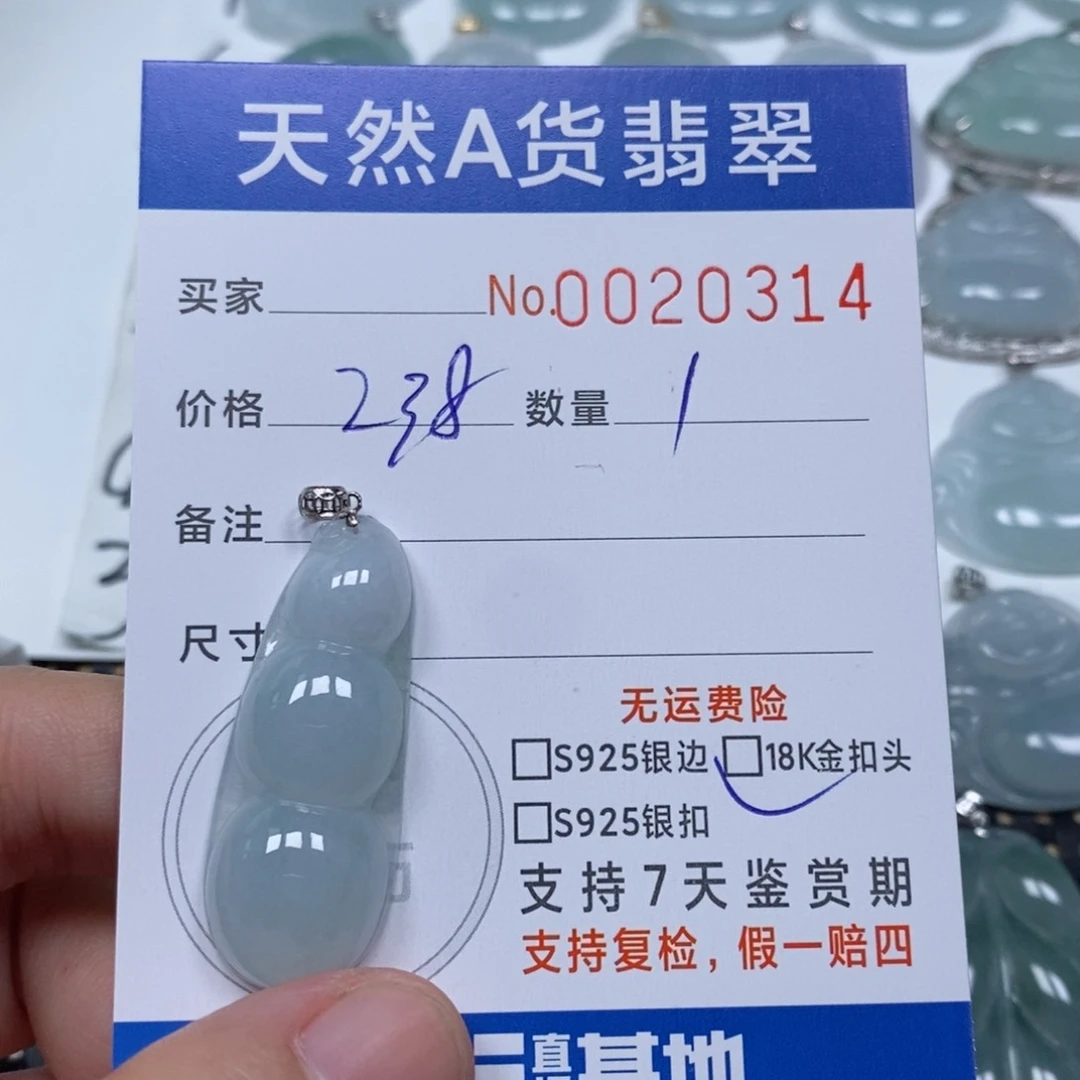 天然A货翡翠
买家 No.0020314
价格 238 数量 1
备注
尺寸
无运费险
□S925银边 □18K金扣头
□S925银扣
支持7天鉴赏期
支持复检，假一赔四
基地